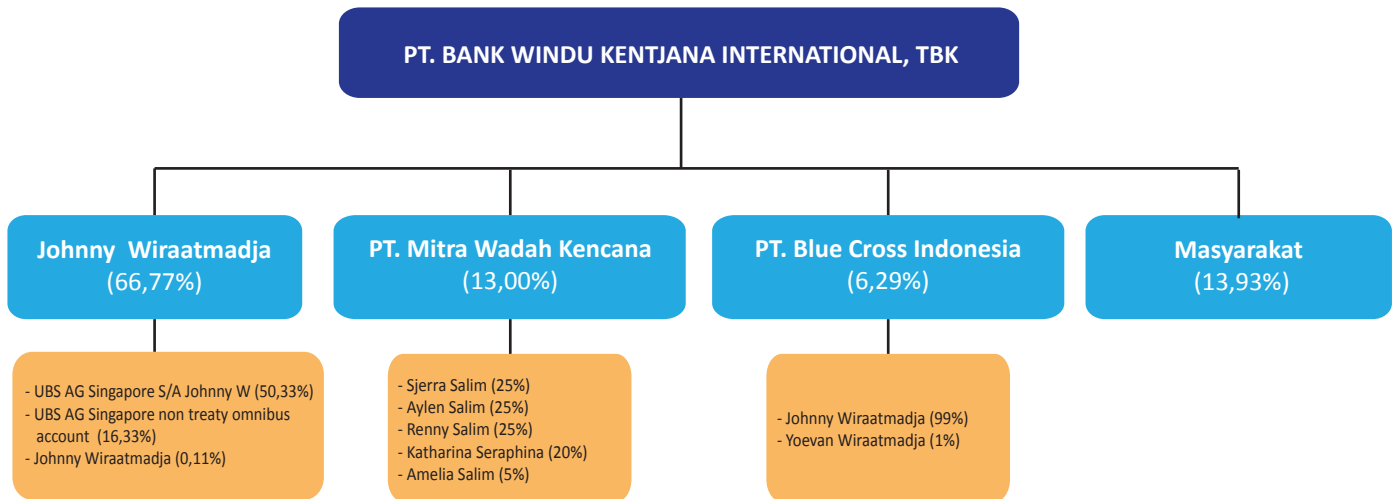 PT. BANK WINDU KENTJANA INTERNATIONAL, TBK
Johnny Wiraatmadja
(66,77%)
PT. Mitra Wadah Kencana
(13,00%)
PT. Blue Cross Indonesia
(6,29%)
Masyarakat
(13,93%)
- UBS AG Singapore S/A Johnny W (50,33%)
- UBS AG Singapore non treaty omnibus
account (16,33%)
- Johnny Wiraatmadja (0,11%)
- Sjerra Salim (25%)
- Aylen Salim (25%)
- Renny Salim (25%)
- Katharina Seraphina (20%)
- Amelia Salim (5%)
- Johnny Wiraatmadja (99%)
- Yoevan Wiraatmadja (1%)